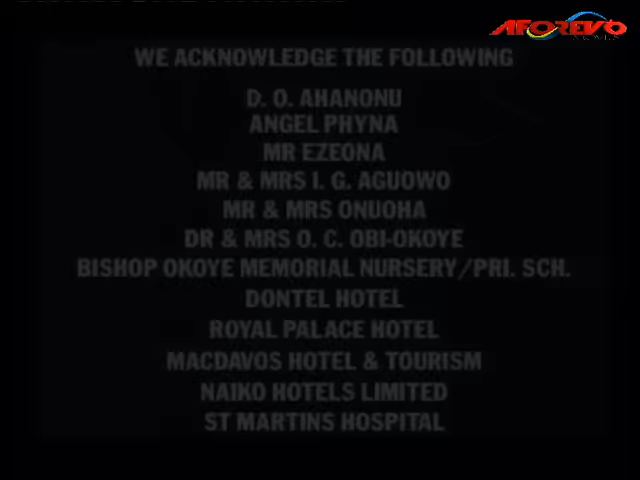 AFOREVO
WE ACKNOWLEDGE THE FOLLOWING
D. O. AHANONU
ANGEL PHYNA
MR EZEONA
MR & MRS I. G. AGUOWO
MR & MRS ONUOHA
DR & MRS O. C. OBI-OKOYE
BISHOP OKOYE MEMORIAL NURSERY/PRI. SCH.
DONTEL HOTEL
ROYAL PALACE HOTEL
MACDAVOS HOTEL & TOURISM
NAIKO HOTELS LIMITED
ST MARTINS HOSPITAL